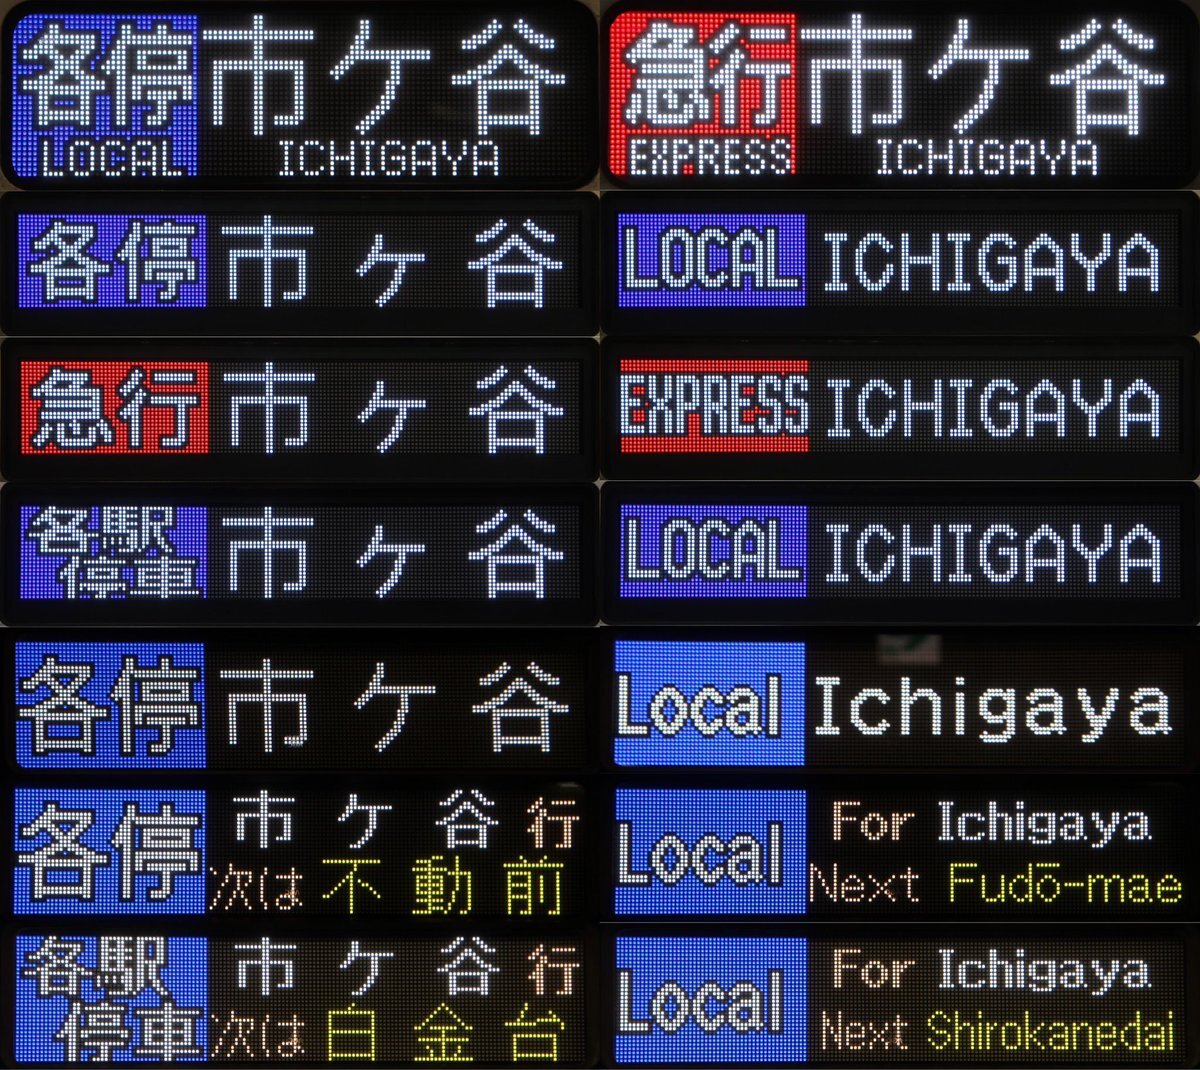 各停 市ケ谷
LOCAL ICHIGAYA
急行 市ケ谷
EXPRESS ICHIGAYA
各停 市ケ谷
LOCAL ICHIGAYA
急行 市ケ谷
EXPRESS ICHIGAYA
各駅停車 市ケ谷
LOCAL ICHIGAYA
各停 市ケ谷
Local Ichigaya
各停 市ケ谷行
次は 不動前
Local For Ichigaya
Next Fudō-mae
各駅 市ケ谷行
停車 次は 白金台
Local For Ichigaya
Next Shirokanedai